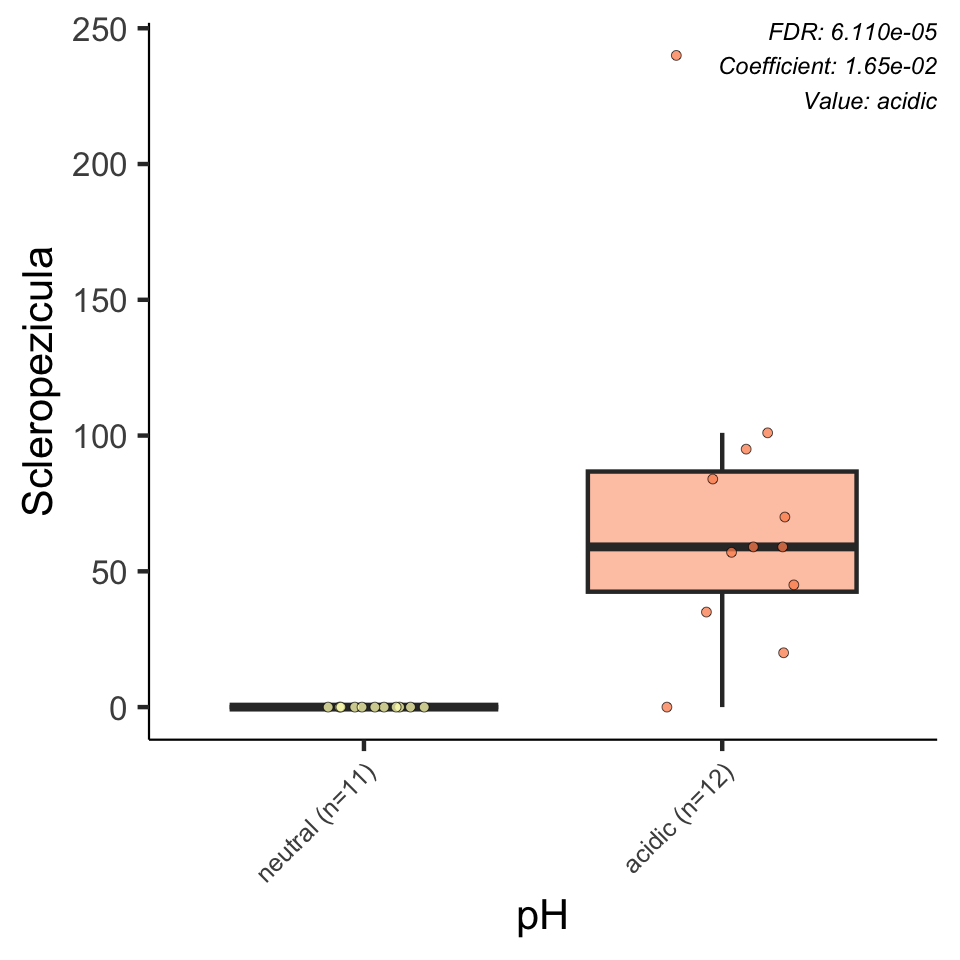 FDR: 6.110e-05
Coefficient: 1.65e-02
Value: acidic
250
200
150
100
50
0
Scleropezicula
neutral (n=11)
acidic (n=12)
pH